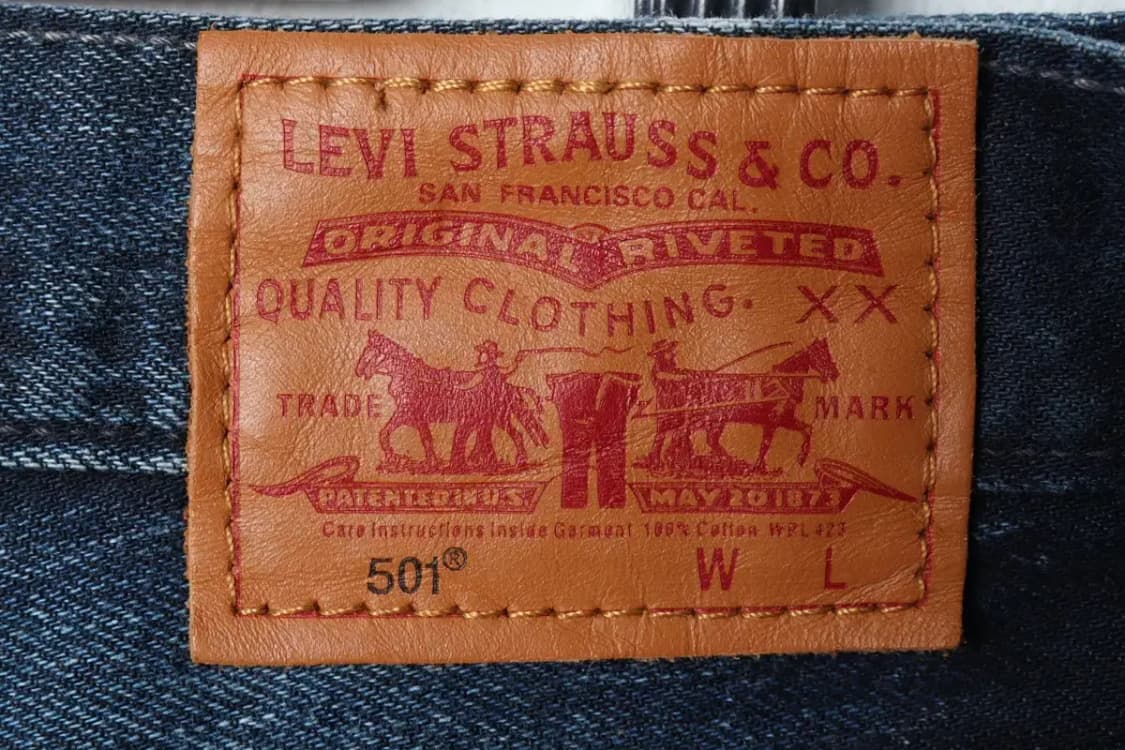 LEVI STRAUSS & CO.
SAN FRANCISCO CAL.
ORIGINAL RIVETED
QUALITY CLOTHING. XX
TRADE MARK
PATENTED IN U.S. MAY 20 1873
Care Instructions Inside Garment 100% Cotton WPL 423
501® W L